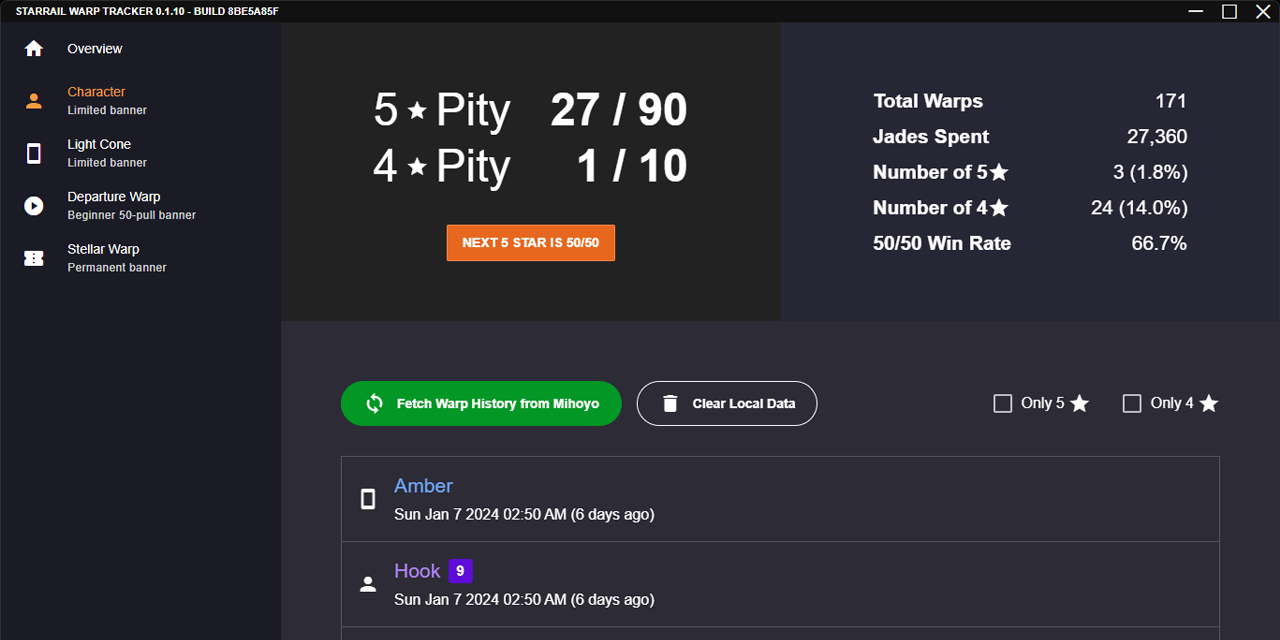 STARRAIL WARP TRACKER 0.1.10 - BUILD 8BE5A85F
Overview
Character
Limited banner
Light Cone
Limited banner
Departure Warp
Beginner 50-pull banner
Stellar Warp
Permanent banner
5 ★ Pity 27 / 90
4 ★ Pity 1 / 10
NEXT 5 STAR IS 50/50
Total Warps 171
Jades Spent 27,360
Number of 5★ 3 (1.8%)
Number of 4★ 24 (14.0%)
50/50 Win Rate 66.7%
Fetch Warp History from Mihoyo Clear Local Data Only 5 ★ Only 4 ★
Amber
Sun Jan 7 2024 02:50 AM (6 days ago)
Hook 9
Sun Jan 7 2024 02:50 AM (6 days ago)